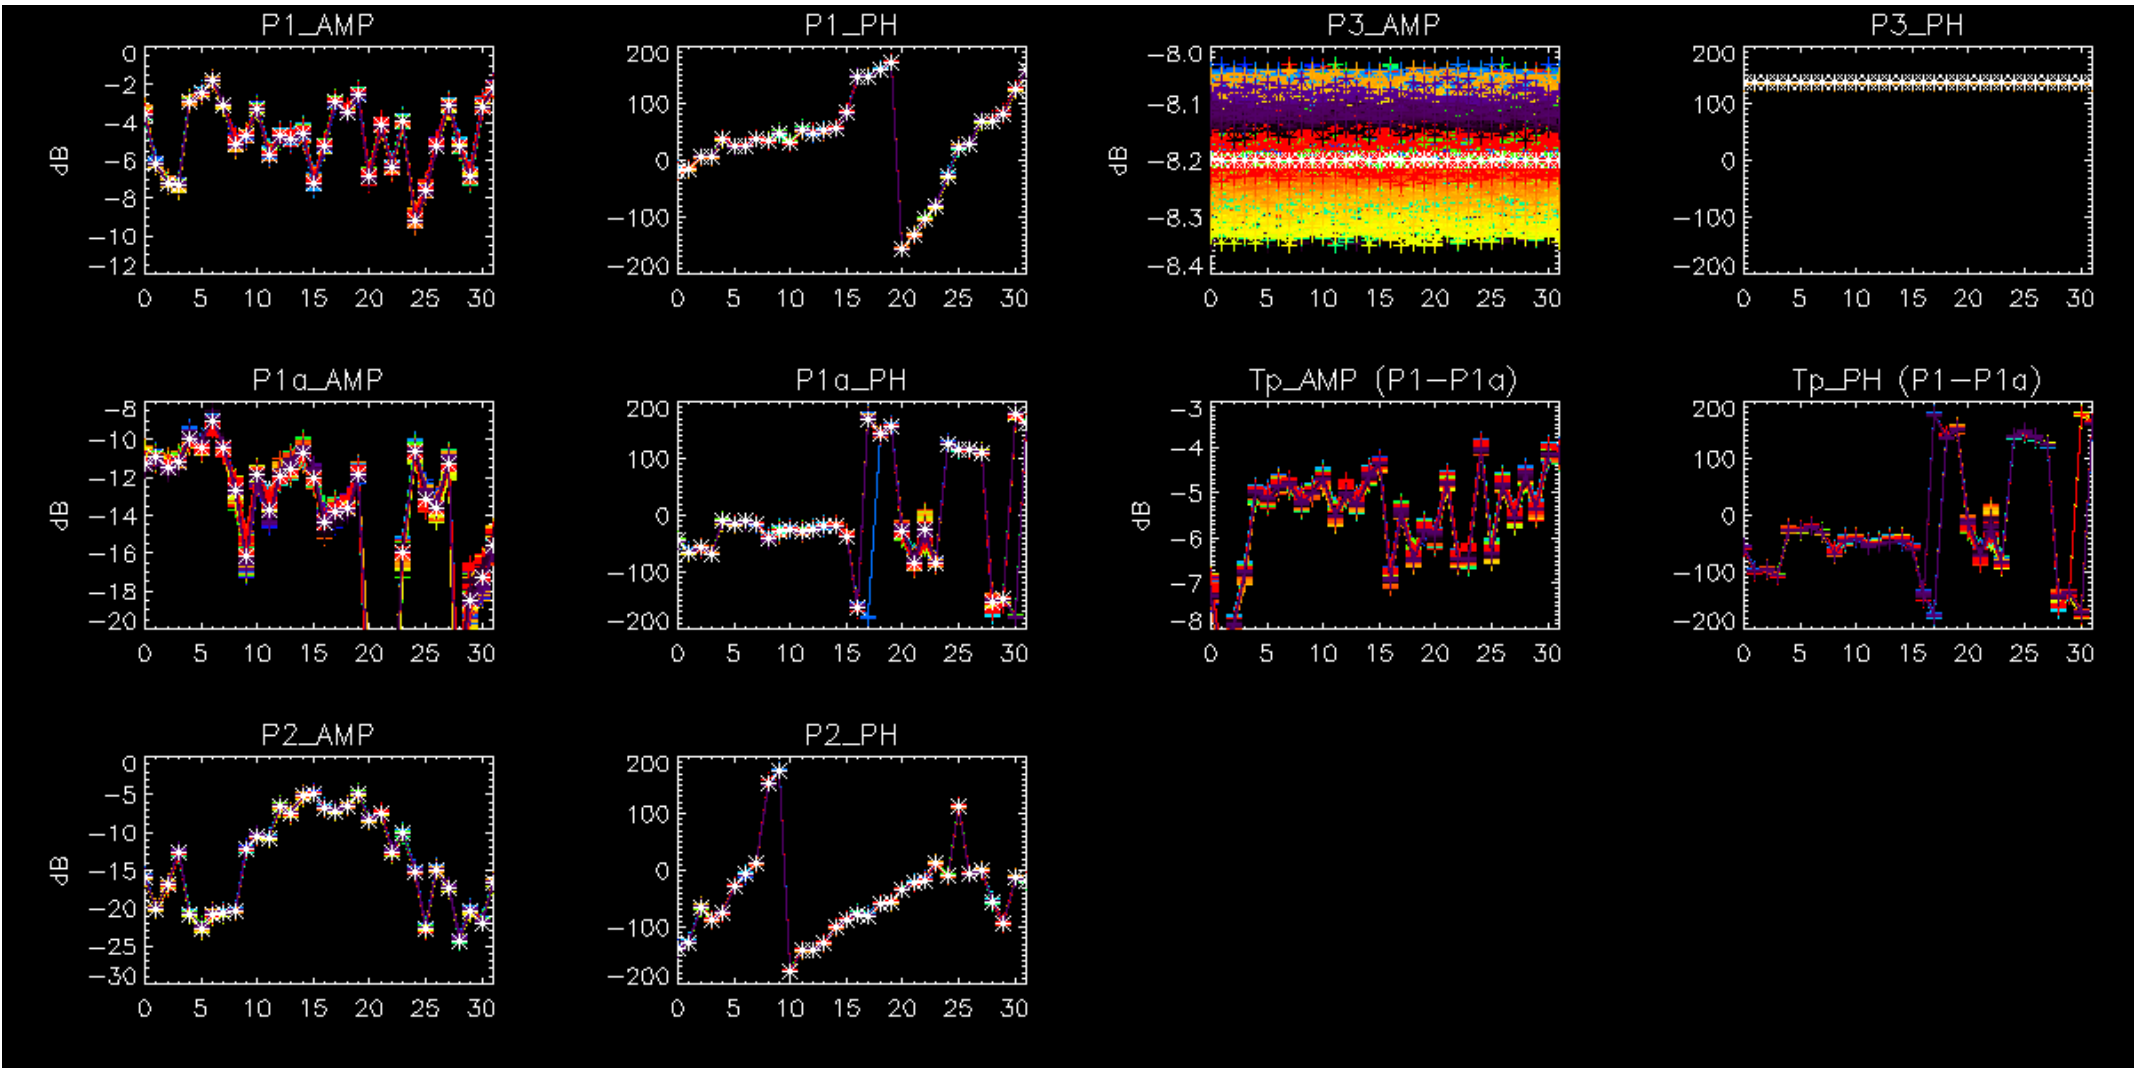 P1_AMP
P1_PH
P3_AMP
P3_PH
0
−2
−4
−6
−8
−10
−12
dB
0 5 10 15 20 25 30
200
100
0
−100
−200
0 5 10 15 20 25 30
−8.0
−8.1
−8.2
−8.3
−8.4
dB
0 5 10 15 20 25 30
200
100
0
−100
−200
0 5 10 15 20 25 30
P1a_AMP
P1a_PH
Tp_AMP (P1−P1a)
Tp_PH (P1−P1a)
−8
−10
−12
−14
−16
−18
−20
dB
0 5 10 15 20 25 30
200
100
0
−100
−200
0 5 10 15 20 25 30
−3
−4
−5
−6
−7
−8
dB
0 5 10 15 20 25 30
200
100
0
−100
−200
0 5 10 15 20 25 30
P2_AMP
P2_PH
0
−5
−10
−15
−20
−25
−30
dB
0 5 10 15 20 25 30
200
100
0
−100
−200
0 5 10 15 20 25 30